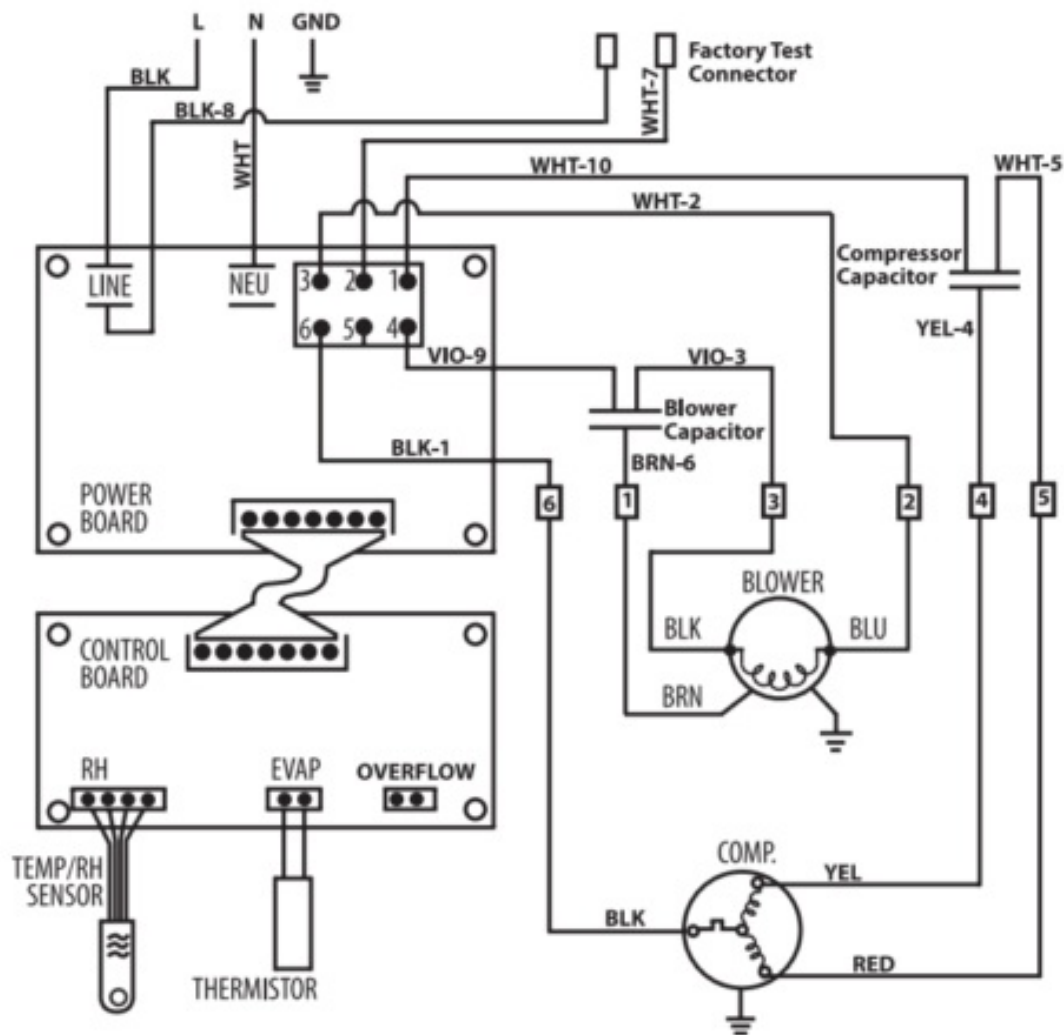 L N GND
BLK
BLK-8
WHT
Factory Test
Connector
WHT-7
WHT-10
WHT-5
WHT-2
Compressor
Capacitor
LINE
NEU
3 2 1
6 5 4
YEL-4
VIO-9
VIO-3
Blower
Capacitor
BLK-1
BRN-6
POWER
BOARD
6 1 3 2 4 5
BLOWER
BLK
BLU
BRN
CONTROL
BOARD
RH
EVAP
OVERFLOW
TEMP/RH
SENSOR
THERMISTOR
COMP.
YEL
BLK
RED